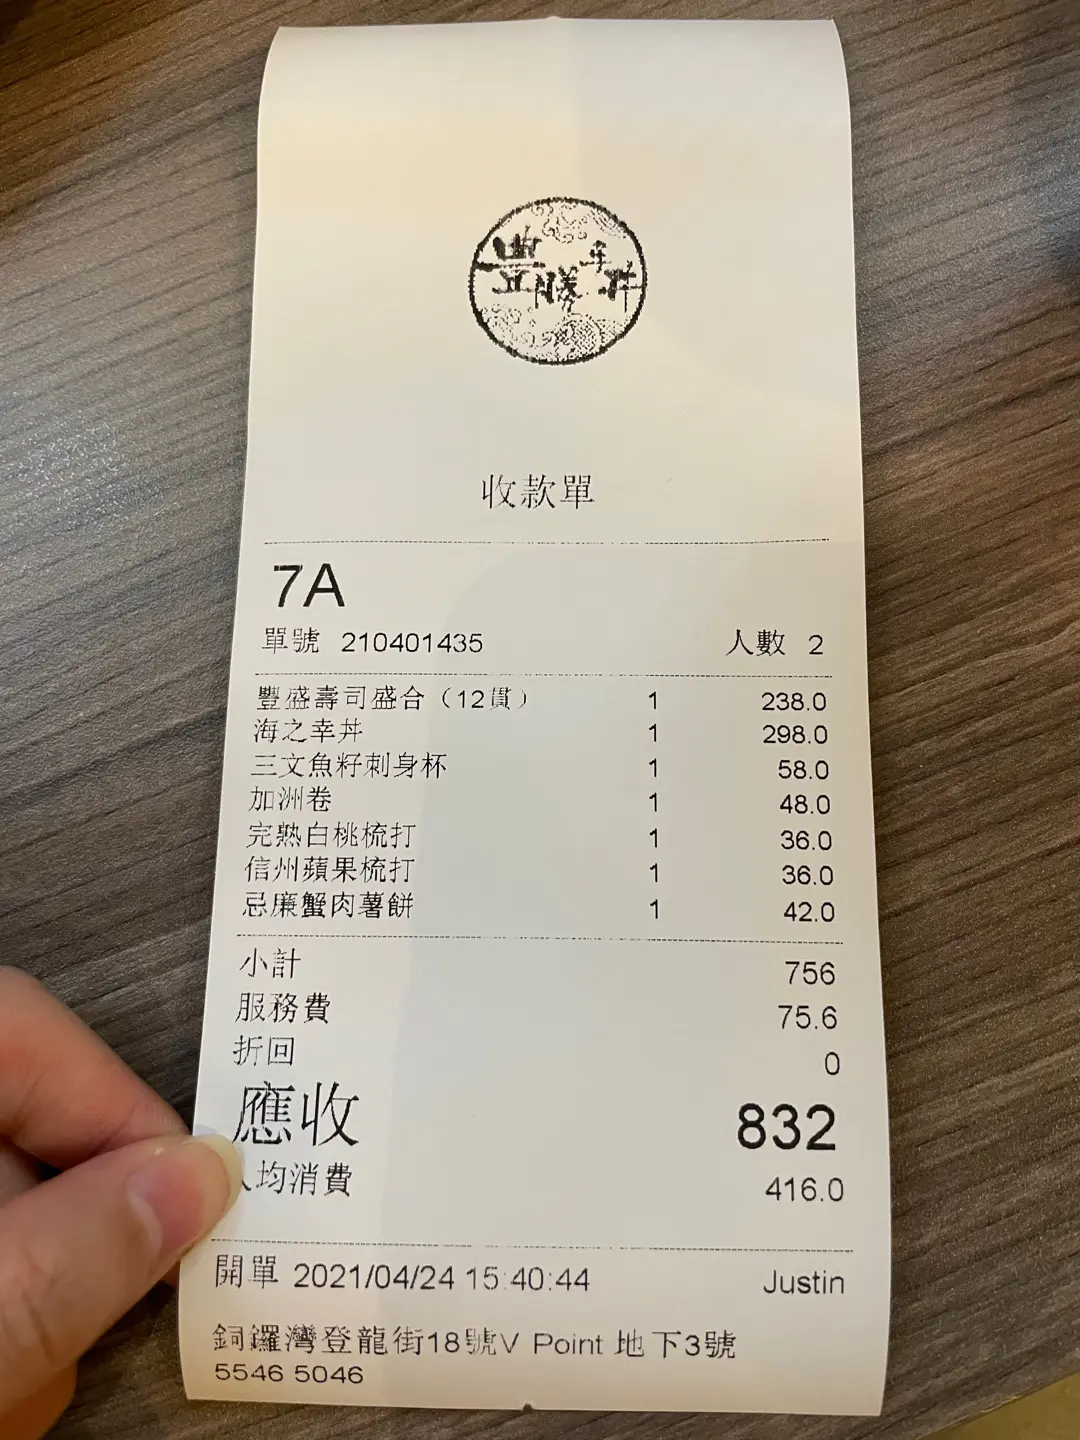 豐勝年丼
收款單
7A
單號 210401435 人數 2
豐盛壽司盛合（12貫） 1 238.0
海之幸丼 1 298.0
三文魚籽刺身杯 1 58.0
加洲卷 1 48.0
完熟白桃梳打 1 36.0
信州蘋果梳打 1 36.0
忌廉蟹肉薯餅 1 42.0
小計 756
服務費 75.6
折回 0
應收 832
人均消費 416.0
開單 2021/04/24 15:40:44 Justin
銅鑼灣登龍街18號V Point 地下3號
5546 5046